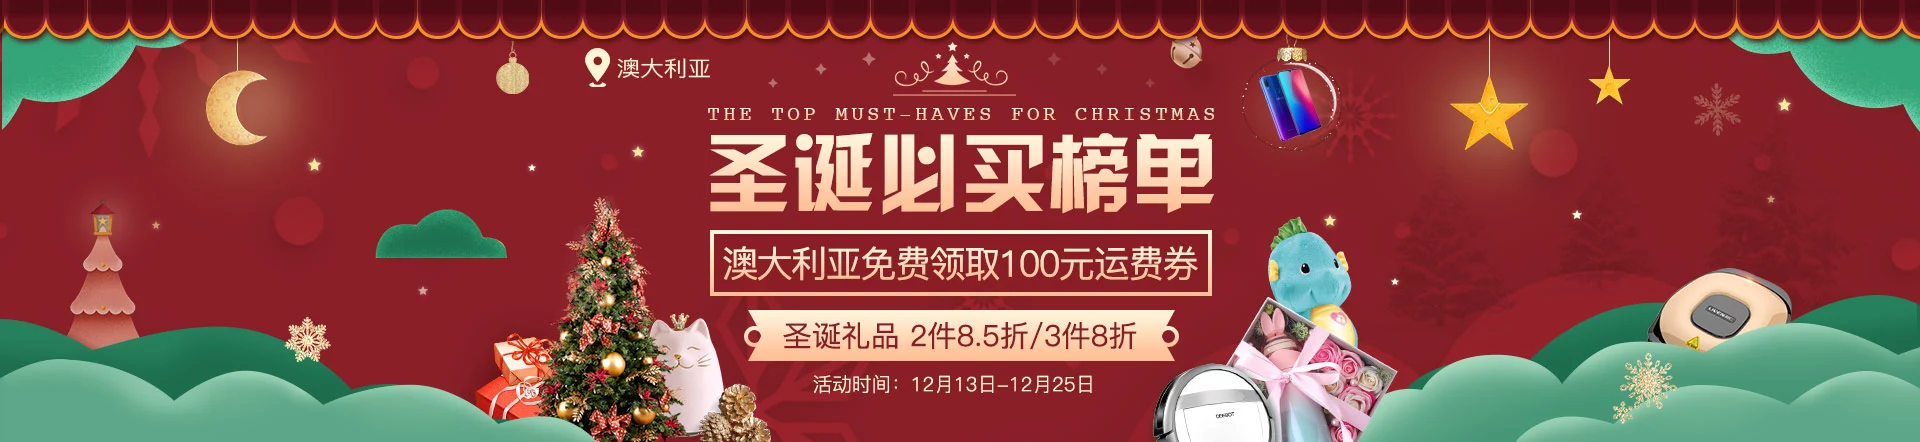 澳大利亚
THE TOP MUST-HAVES FOR CHRISTMAS
圣诞必买榜单
澳大利亚免费领取100元运费券
圣诞礼品 2件8.5折/3件8折
活动时间：12月13日-12月25日